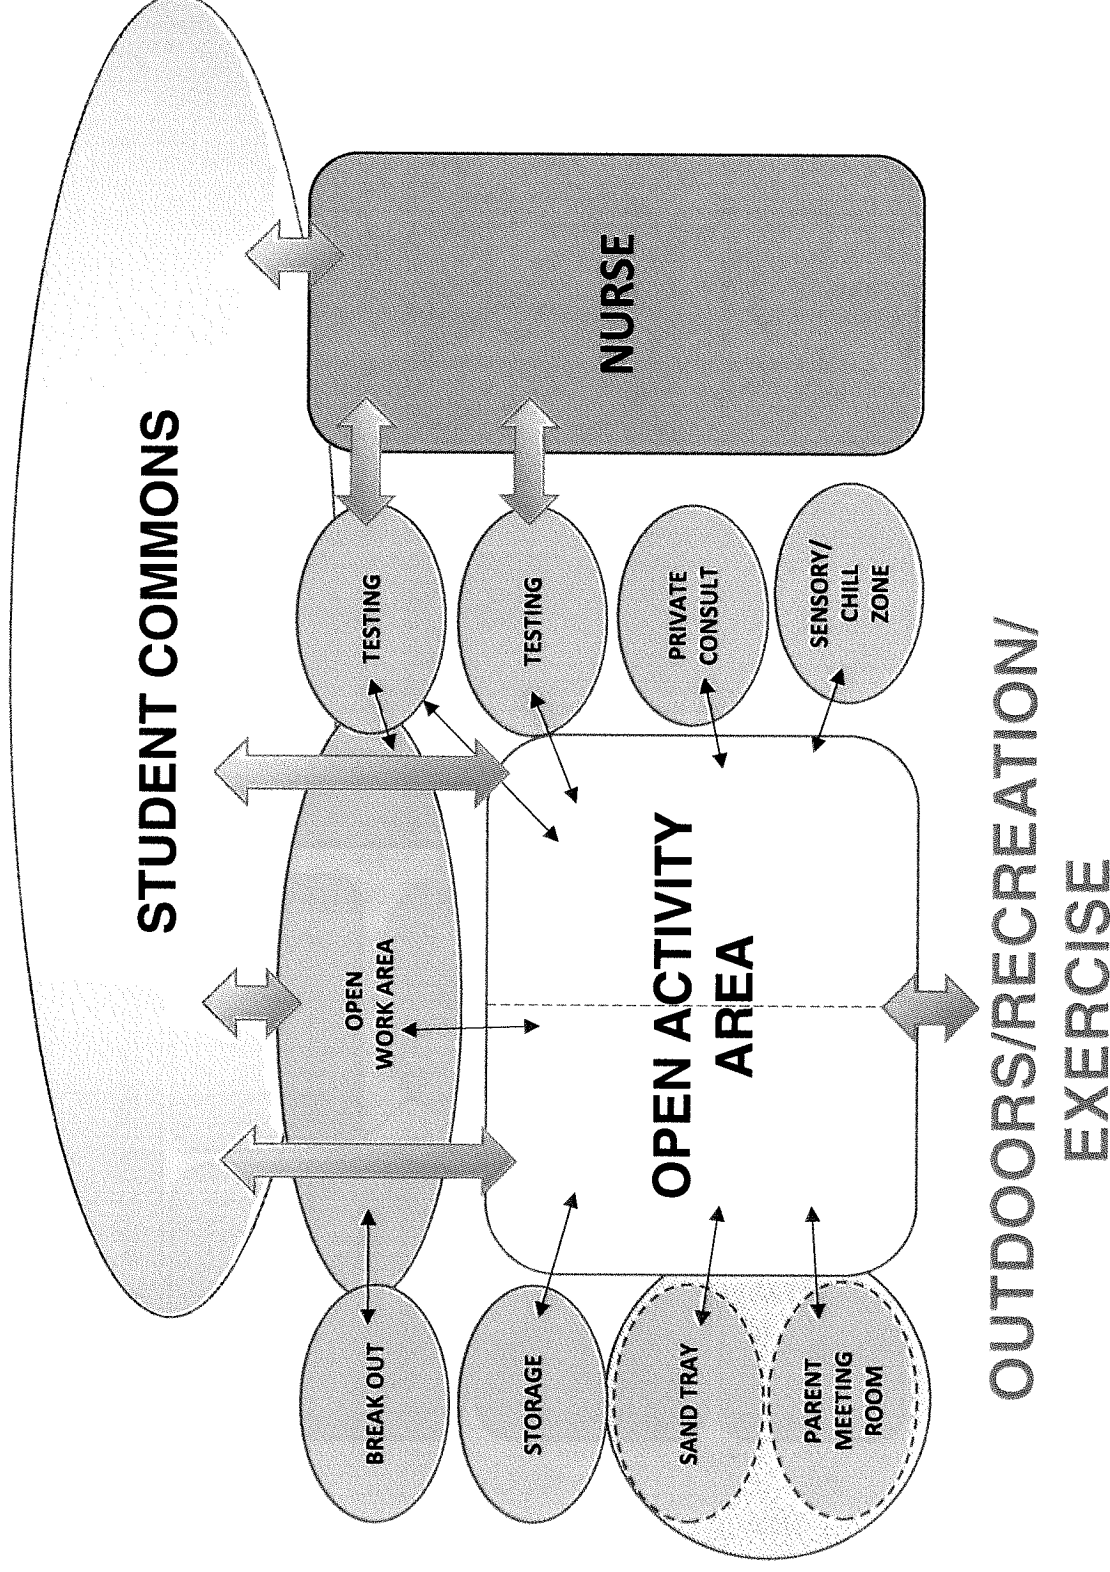 STUDENT COMMONS
BREAK OUT
OPEN
WORK AREA
TESTING
NURSE
STORAGE
TESTING
OPEN ACTIVITY
AREA
SAND TRAY
PRIVATE
CONSULT
PARENT
MEETING
ROOM
SENSORY/
CHILL
ZONE
OUTDOORS/RECREATION/
EXERCISE